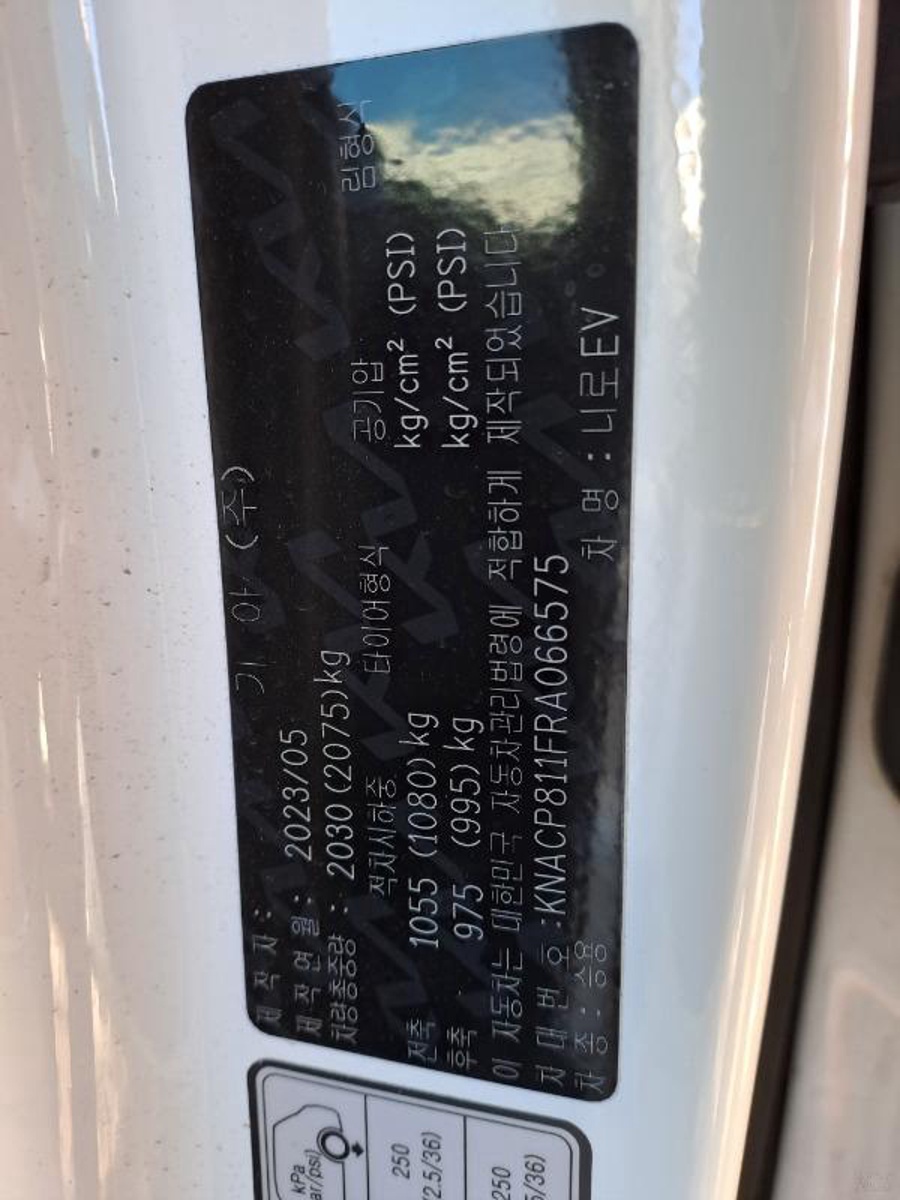 제 작 자 : 기 아 (주)
제 작 연 월 : 2023/05
차량총중량 : 2030(2075)kg
적차시하중 타이어형식 공기압 림형식
전축 1055 (1080)kg kg/cm² (PSI)
후축 975 (995)kg kg/cm² (PSI)
이 자동차는 대한민국 자동차관리법령에 적합하게 제작되었습니다
차 대 번 호 :KNACP811FRA066575
차 종 : 승용 차 명 : 니로EV
kPa
250
250